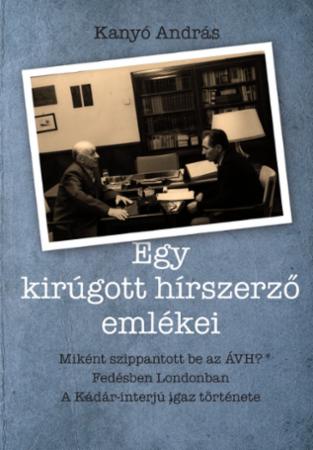 Kanyó András
Egy
kirúgott hírszerző
emlékei
Miként szippantott be az ÁVH? *
Fedésben Londonban
A Kádár-interjú igaz története